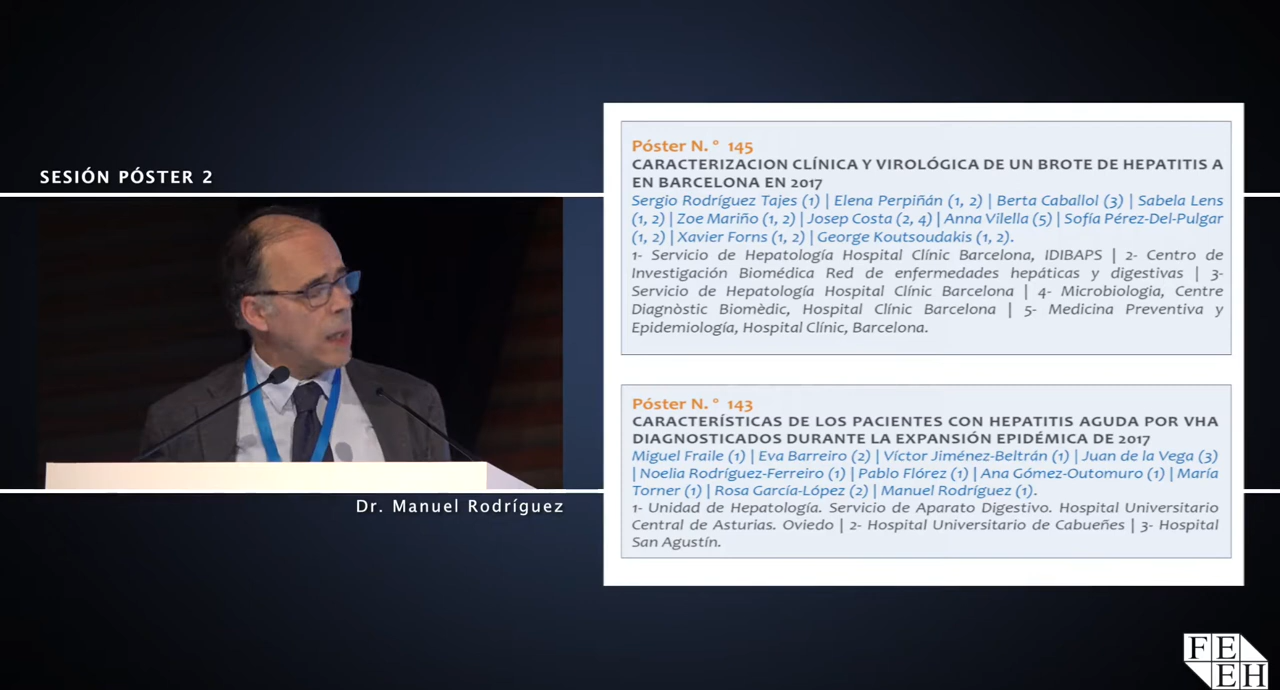 SESIÓN PÓSTER 2
Dr. Manuel Rodríguez
Póster N.° 145
CARACTERIZACION CLÍNICA Y VIROLÓGICA DE UN BROTE DE HEPATITIS A
EN BARCELONA EN 2017
Sergio Rodríguez Tajes (1) | Elena Perpiñán (1, 2) | Berta Caballol (3) | Sabela Lens
(1, 2) | Zoe Mariño (1, 2) | Josep Costa (2, 4) | Anna Vilella (5) | Sofía Pérez-Del-Pulgar
(1, 2) | Xavier Forns (1, 2) | George Koutsoudakis (1, 2).
1- Servicio de Hepatología Hospital Clínic Barcelona, IDIBAPS | 2- Centro de
Investigación Biomédica Red de enfermedades hepáticas y digestivas | 3-
Servicio de Hepatología Hospital Clínic Barcelona | 4- Microbiologia, Centre
Diagnòstic Biomèdic, Hospital Clínic Barcelona | 5- Medicina Preventiva y
Epidemiología, Hospital Clínic, Barcelona.
Póster N.° 143
CARACTERÍSTICAS DE LOS PACIENTES CON HEPATITIS AGUDA POR VHA
DIAGNOSTICADOS DURANTE LA EXPANSIÓN EPIDÉMICA DE 2017
Miguel Fraile (1) | Eva Barreiro (2) | Víctor Jiménez-Beltrán (1) | Juan de la Vega (3)
| Noelia Rodríguez-Ferreiro (1) | Pablo Flórez (1) | Ana Gómez-Outomuro (1) | María
Torner (1) | Rosa García-López (2) | Manuel Rodríguez (1).
1- Unidad de Hepatología. Servicio de Aparato Digestivo. Hospital Universitario
Central de Asturias. Oviedo | 2- Hospital Universitario de Cabueñes | 3- Hospital
San Agustín.
FE
EH